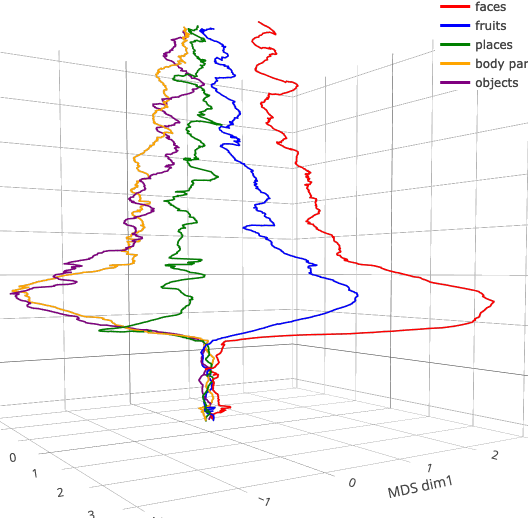 faces
fruits
places
body par
objects
0
1
2
3
−1
0
1
2
MDS dim1